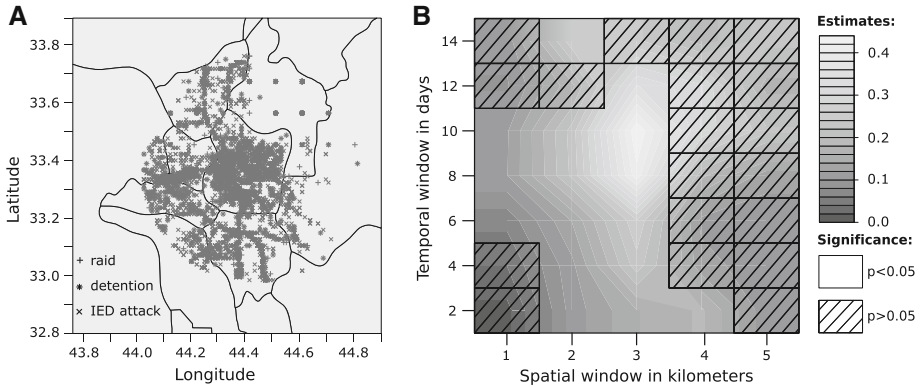 A
33.8
33.6
33.4
33.2
33.0
32.8
Latitude
raid
detention
IED attack
43.8 44.0 44.2 44.4 44.6 44.8
Longitude
B
14
12
10
8
6
4
2
Temporal window in days
1 2 3 4 5
Spatial window in kilometers
Estimates:
0.4
0.3
0.2
0.1
0.0
Significance:
p<0.05
p>0.05